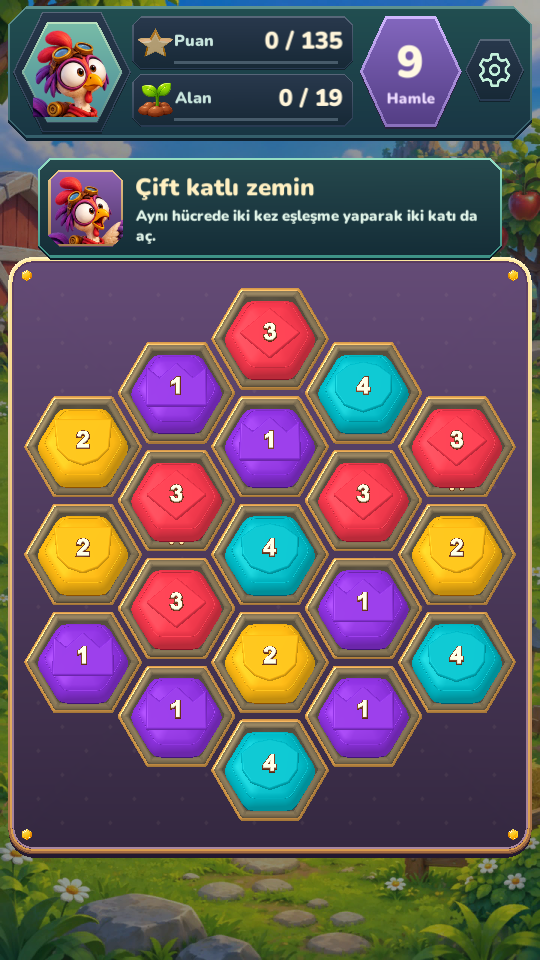 Puan 0 / 135
9
Hamle
Alan 0 / 19
Çift katlı zemin
Aynı hücrede iki kez eşleşme yaparak iki katı da
aç.
3
1 4
2 1 3
3 3
2 4 2
3 1
1 2 4
1 1
4